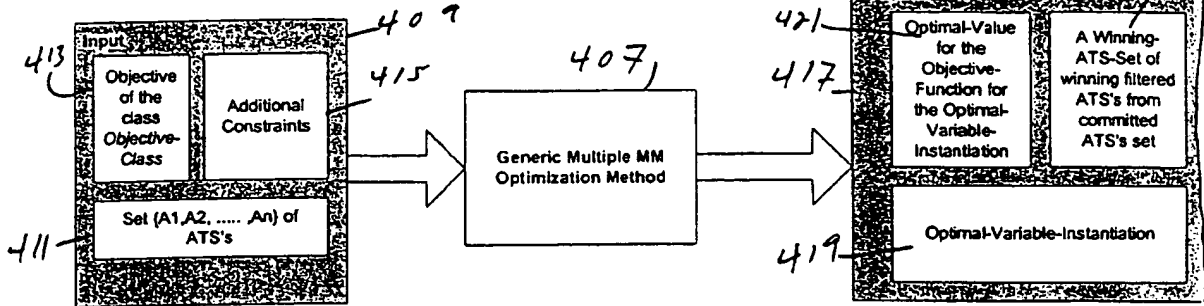 409
Input
413
Objective
of the
class
Objective-
Class
415
Additional
Constraints
411
Set {A1,A2, ..... ,An} of
ATS's
407
Generic Multiple MM
Optimization Method
417
421
Optimal-Value
for the
Objective-
Function for
the Optimal-
Variable-
Instantiation
A Winning-
ATS-Set of
winning filtered
ATS's from
committed
ATS's set
419
Optimal-Variable-Instantiation